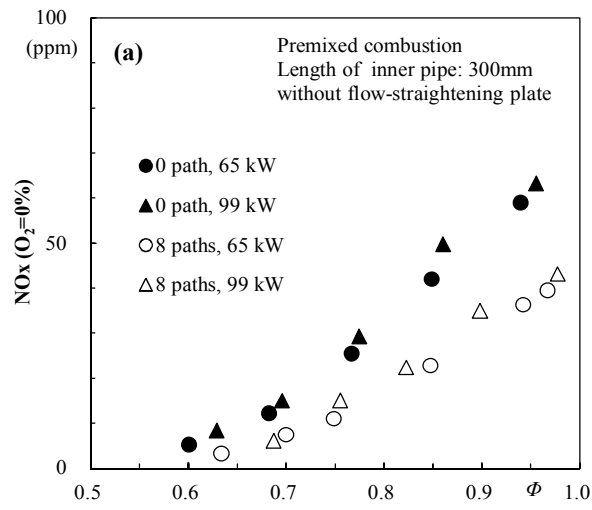 100
(ppm)
(a)
Premixed combustion
Length of inner pipe: 300mm
without flow-straightening plate
0 path, 65 kW
0 path, 99 kW
8 paths, 65 kW
8 paths, 99 kW
NOx (O₂=0%)
50
0
0.5 0.6 0.7 0.8 0.9 Φ 1.0